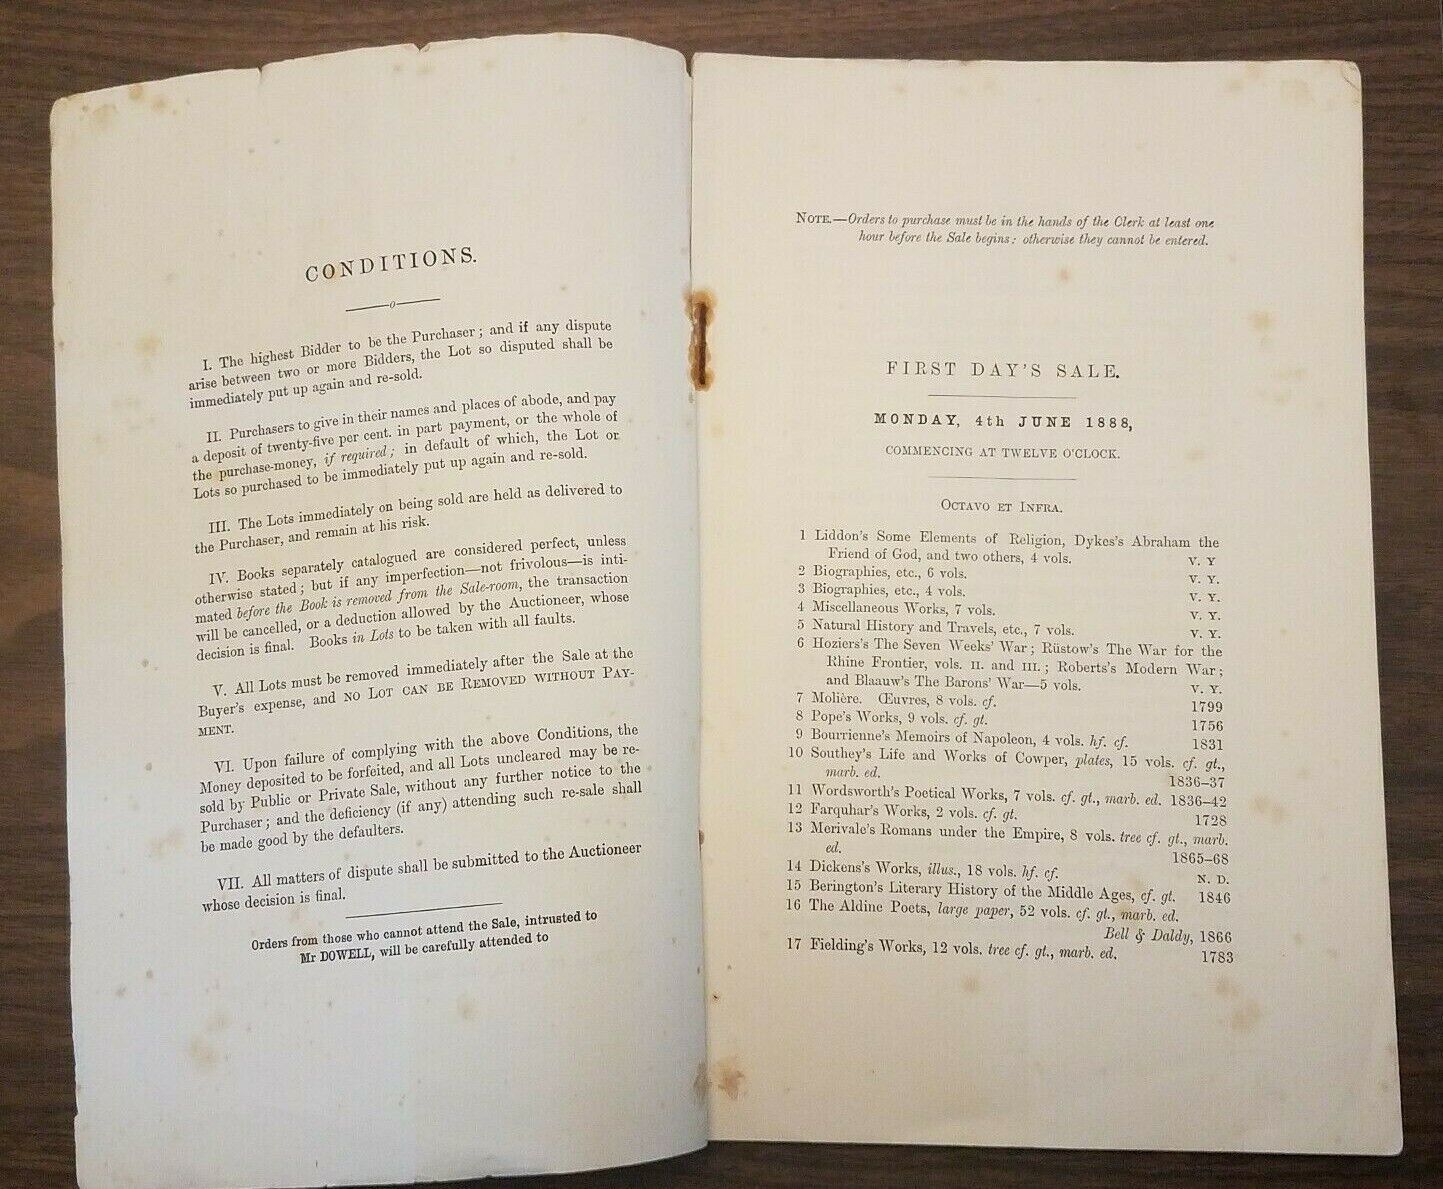 CONDITIONS.
o
I. The highest Bidder to be the Purchaser; and if any dispute
arise between two or more Bidders, the Lot so disputed shall be
immediately put up again and re-sold.
II. Purchasers to give in their names and places of abode, and pay
a deposit of twenty-five per cent. in part payment, or the whole of
the purchase-money, if required; in default of which, the Lot or
Lots so purchased to be immediately put up again and re-sold.
III. The Lots immediately on being sold are held as delivered to
the Purchaser, and remain at his risk.
IV. Books separately catalogued are considered perfect, unless
otherwise stated; but if any imperfection—not frivolous—is inti-
mated before the Book is removed from the Sale-room, the transaction
will be cancelled, or a deduction allowed by the Auctioneer, whose
decision is final. Books in Lots to be taken with all faults.
V. All Lots must be removed immediately after the Sale at the
Buyer's expense, and NO LOT CAN BE REMOVED WITHOUT PAY-
MENT.
VI. Upon failure of complying with the above Conditions, the
Money deposited to be forfeited, and all Lots uncleared may be re-
sold by Public or Private Sale, without any further notice to the
Purchaser; and the deficiency (if any) attending such re-sale shall
be made good by the defaulters.
VII. All matters of dispute shall be submitted to the Auctioneer
whose decision is final.
Orders from those who cannot attend the Sale, intrusted to
Mr DOWELL, will be carefully attended to
NOTE.—Orders to purchase must be in the hands of the Clerk at least one
hour before the Sale begins; otherwise they cannot be entered.
FIRST DAY'S SALE.
MONDAY, 4th JUNE 1888,
COMMENCING AT TWELVE O'CLOCK.
OCTAVO ET INFRA.
1 Liddon's Some Elements of Religion, Dykes's Abraham the
Friend of God, and two others, 4 vols. V. Y
2 Biographies, etc., 6 vols. V. Y.
3 Biographies, etc., 4 vols. V. Y
4 Miscellaneous Works, 7 vols. V. Y.
5 Natural History and Travels, etc., 7 vols. V. Y.
6 Hoziers's The Seven Weeks' War; Rüstow's The War for the
Rhine Frontier, vols. II. and III.; Roberts's Modern War;
and Blaauw's The Barons' War—5 vols. V. Y.
7 Molière. Œuvres, 8 vols. cf. 1799
8 Pope's Works, 9 vols. cf. gt. 1756
9 Bourrienne's Memoirs of Napoleon, 4 vols. hf. cf. 1831
10 Southey's Life and Works of Cowper, plates, 15 vols. cf. gt.,
marb. ed. 1836-37
11 Wordsworth's Poetical Works, 7 vols. cf. gt., marb. ed. 1836-42
12 Farquhar's Works, 2 vols. cf. gt. 1728
13 Merivale's Romans under the Empire, 8 vols. tree cf. gt., marb.
ed. 1865-68
14 Dickens's Works, illus., 18 vols. hf. cf. N. D.
15 Berington's Literary History of the Middle Ages, cf. gt. 1846
16 The Aldine Poets, large paper, 52 vols. cf. gt., marb. ed.
Bell & Daldy, 1866
17 Fielding's Works, 12 vols. tree cf. gt., marb. ed. 1783